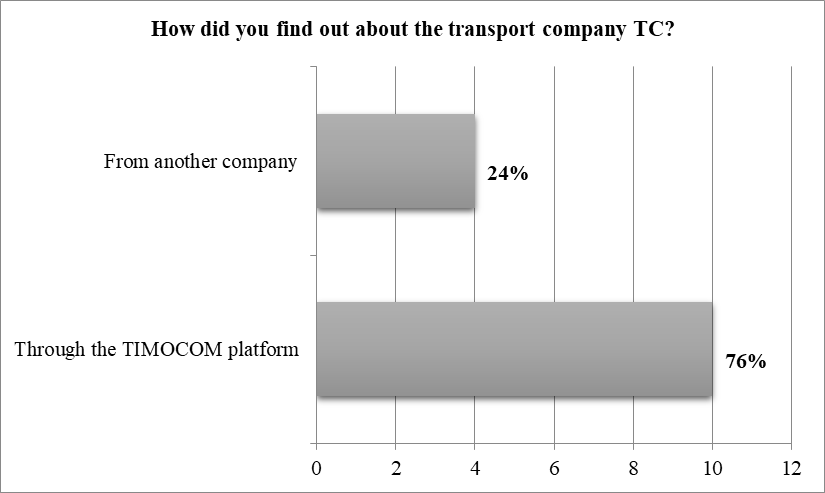 How did you find out about the transport company TC?
From another company
24%
Through the TIMOCOM platform
76%
0 2 4 6 8 10 12